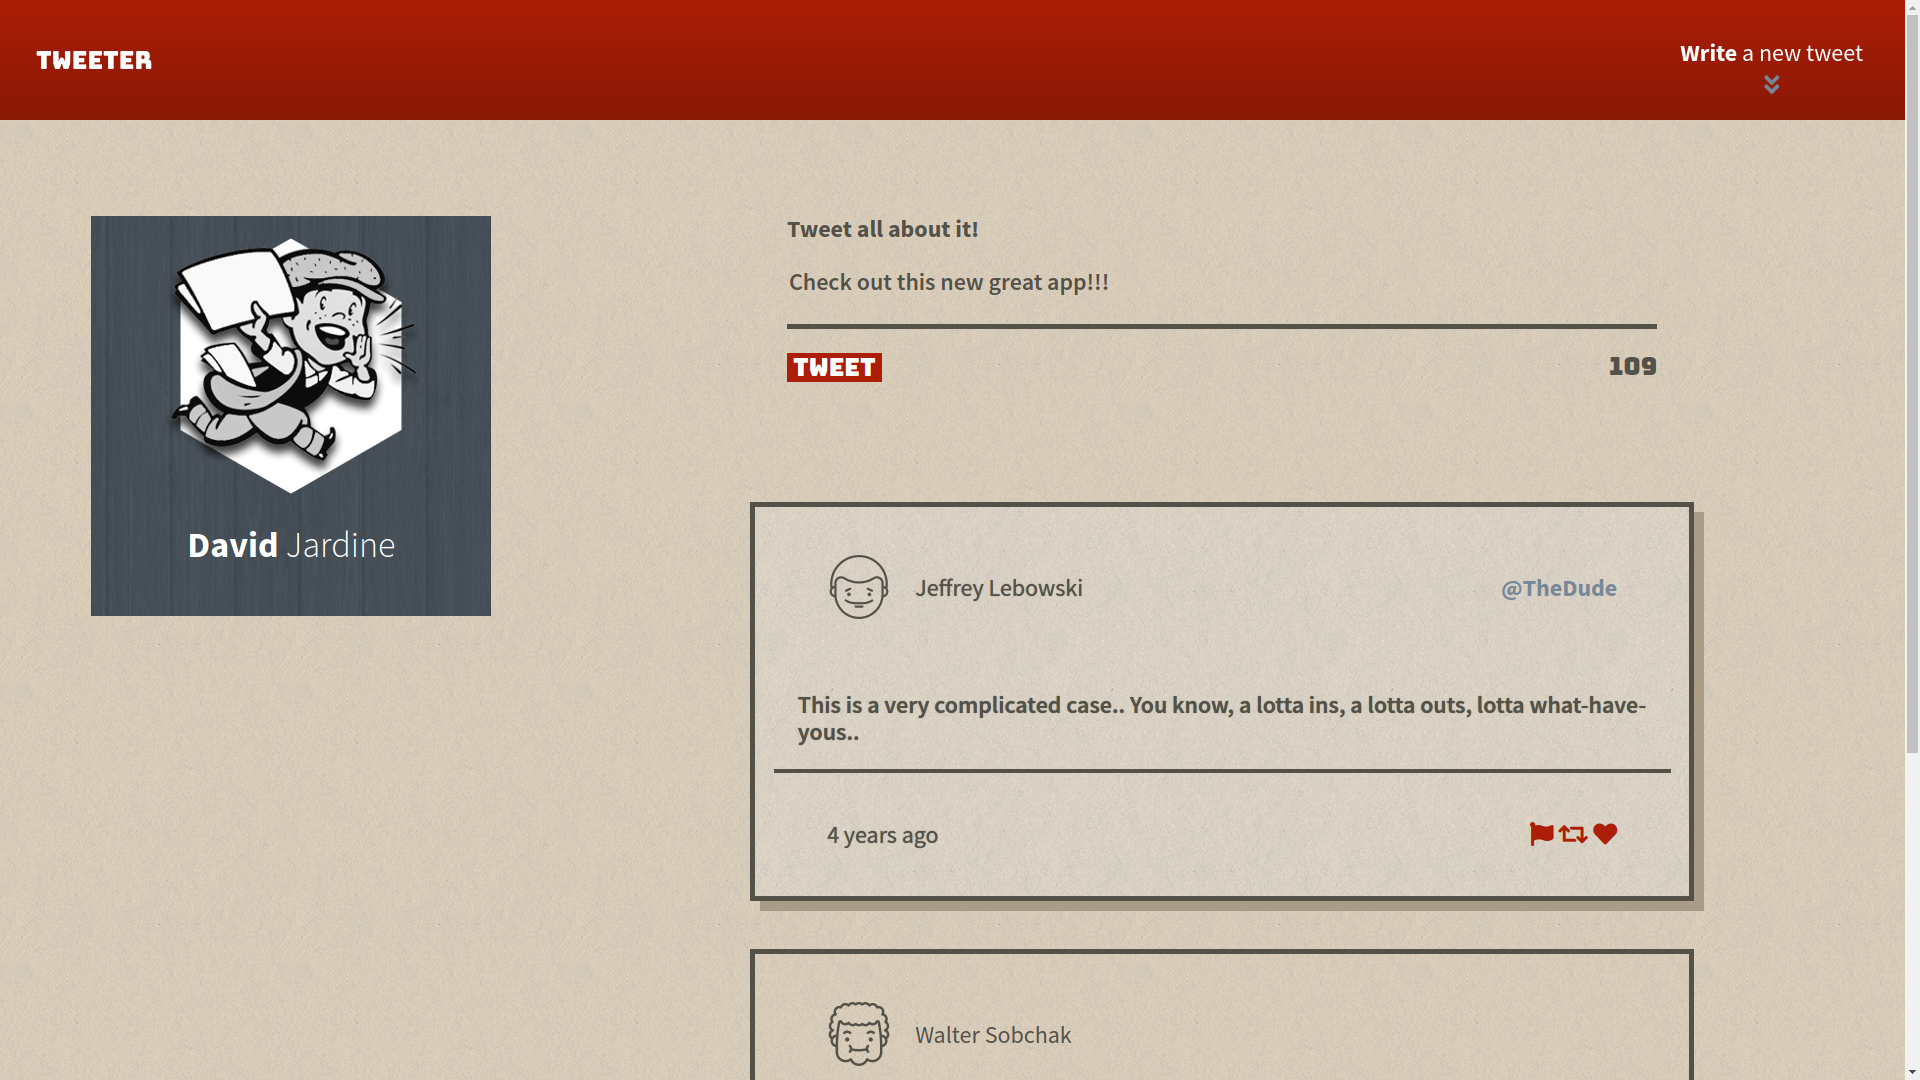 TWEETER
Write a new tweet
Tweet all about it!
Check out this new great app!!!
TWEET
109
David Jardine
Jeffrey Lebowski
@TheDude
This is a very complicated case.. You know, a lotta ins, a lotta outs, lotta what-have-
yous..
4 years ago
Walter Sobchak